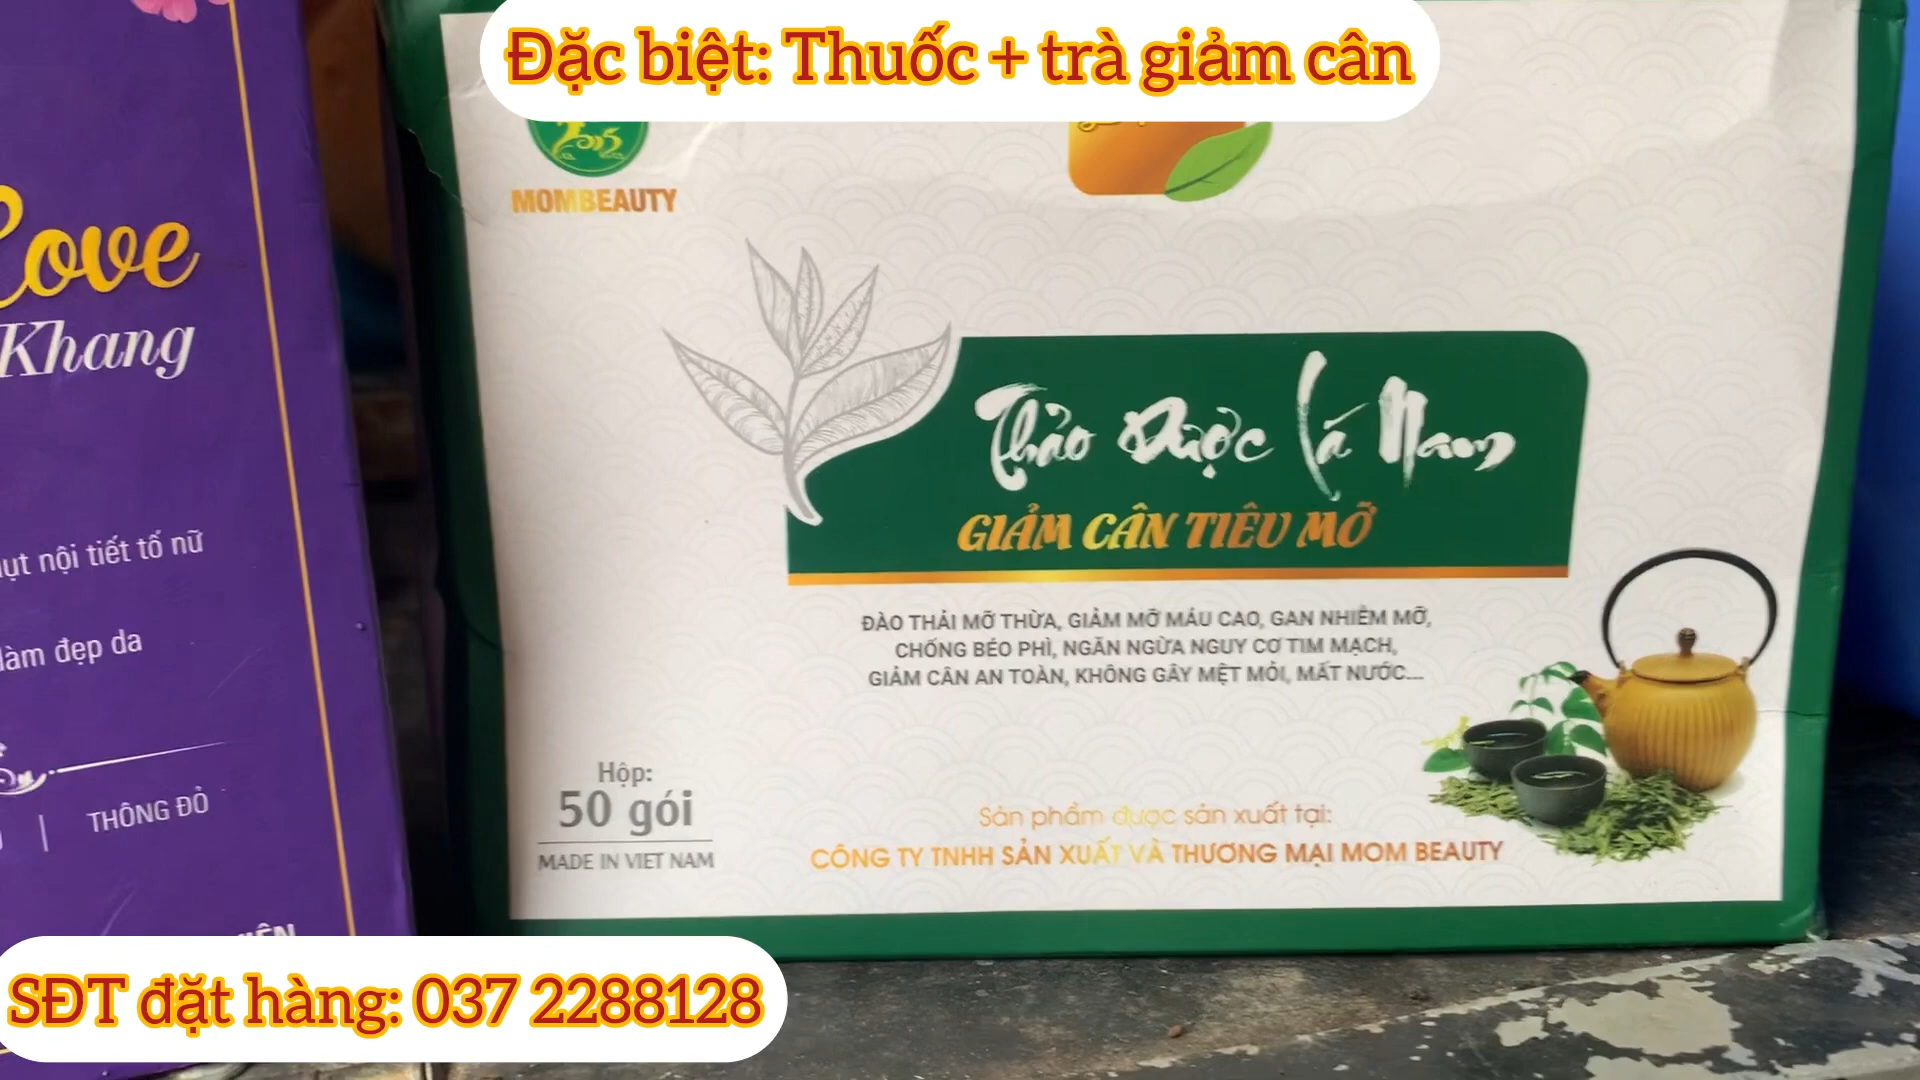 Đặc biệt: Thuốc + trà giảm cân
MOMBEAUTY
Love
Khang
nội tiết tố nữ
làm đẹp da
THÔNG ĐỎ
Thảo Dược Lá Nam
GIẢM CÂN TIÊU MỠ
ĐÀO THẢI MỠ THỪA, GIẢM MỠ MÁU CAO, GAN NHIỄM MỠ,
CHỐNG BÉO PHÌ, NGĂN NGỪA NGUY CƠ TIM MẠCH,
GIẢM CÂN AN TOÀN, KHÔNG GÂY MỆT MỎI, MẤT NƯỚC....
Hộp:
50 gói
MADE IN VIET NAM
Sản phẩm được sản xuất tại:
CÔNG TY TNHH SẢN XUẤT VÀ THƯƠNG MẠI MOM BEAUTY
SĐT đặt hàng: 037 2288128